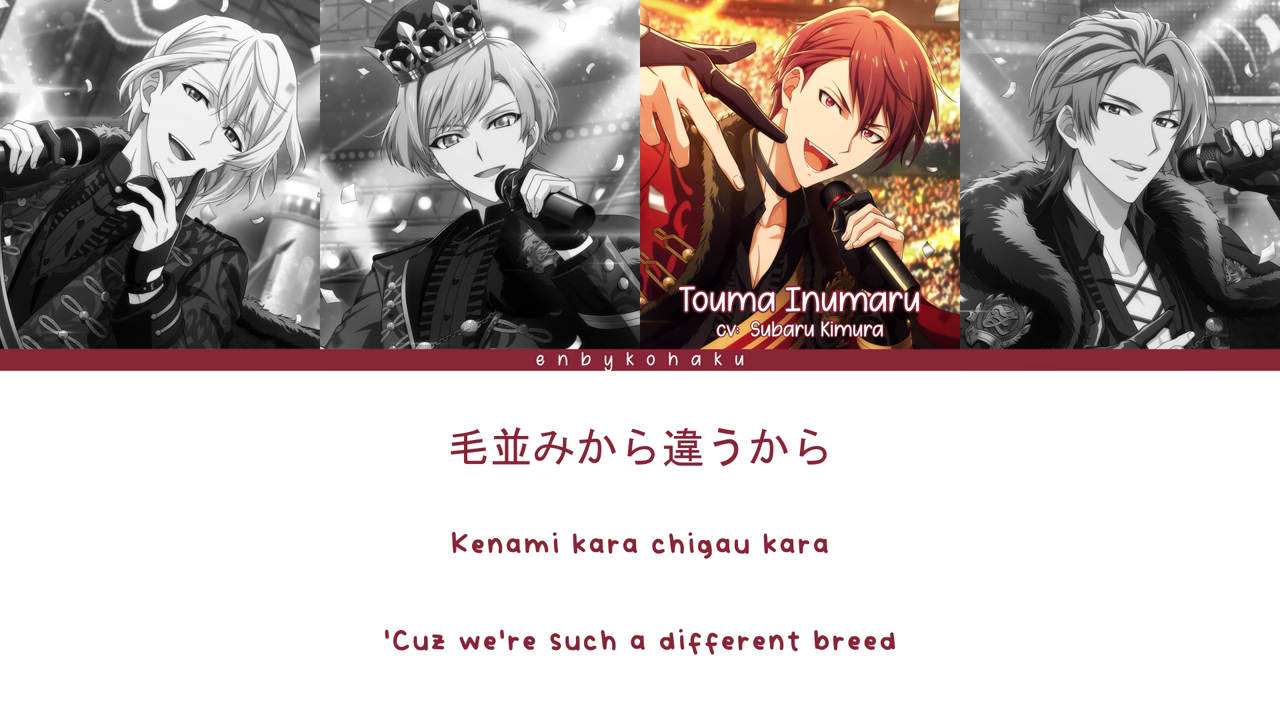 Touma Inumaru
cv: Subaru Kimura
enbykohaku
毛並みから違うから
Kenami kara chigau kara
'Cuz we're such a different breed